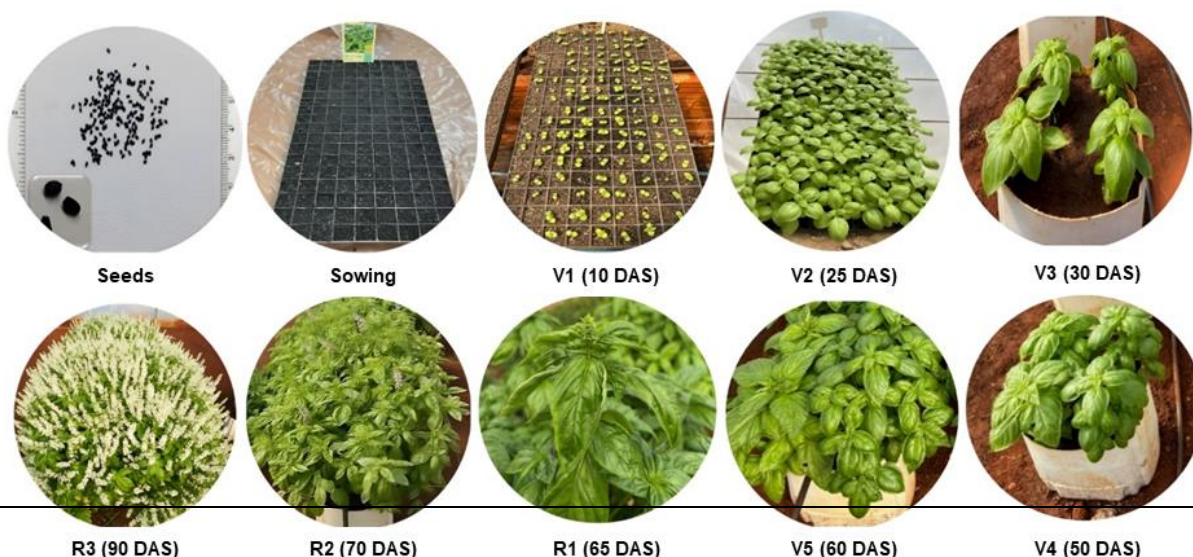 Seeds
Sowing
V1 (10 DAS)
V2 (25 DAS)
V3 (30 DAS)
R3 (90 DAS)
R2 (70 DAS)
R1 (65 DAS)
V5 (60 DAS)
V4 (50 DAS)